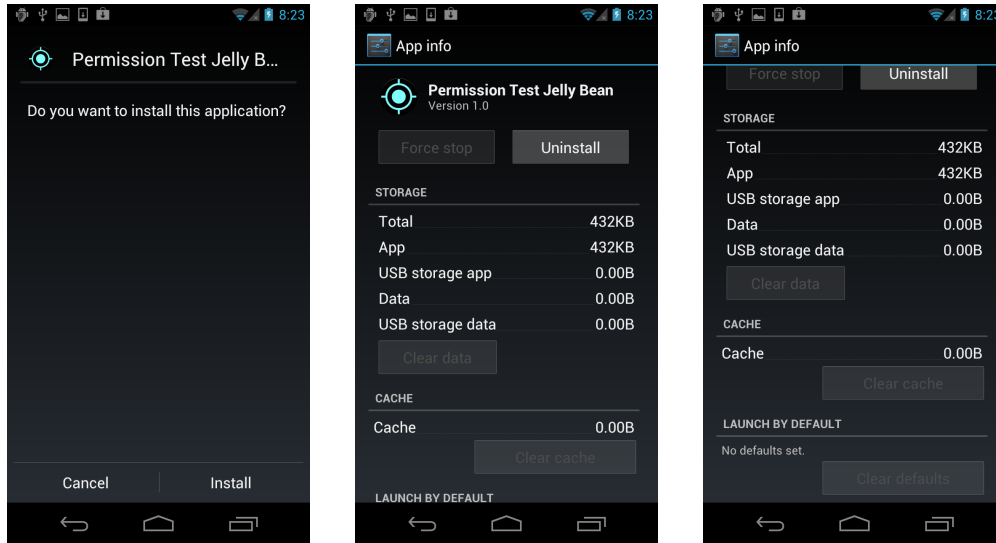 8:23
Permission Test Jelly B...
Do you want to install this application?
Cancel Install
8:23
App info
Permission Test Jelly Bean
Version 1.0
Force stop Uninstall
STORAGE
Total 432KB
App 432KB
USB storage app 0.00B
Data 0.00B
USB storage data 0.00B
Clear data
CACHE
Cache 0.00B
Clear cache
LAUNCH BY DEFAULT
8:23
App info
Force stop Uninstall
STORAGE
Total 432KB
App 432KB
USB storage app 0.00B
Data 0.00B
USB storage data 0.00B
Clear data
CACHE
Cache 0.00B
Clear cache
LAUNCH BY DEFAULT
No defaults set.
Clear defaults